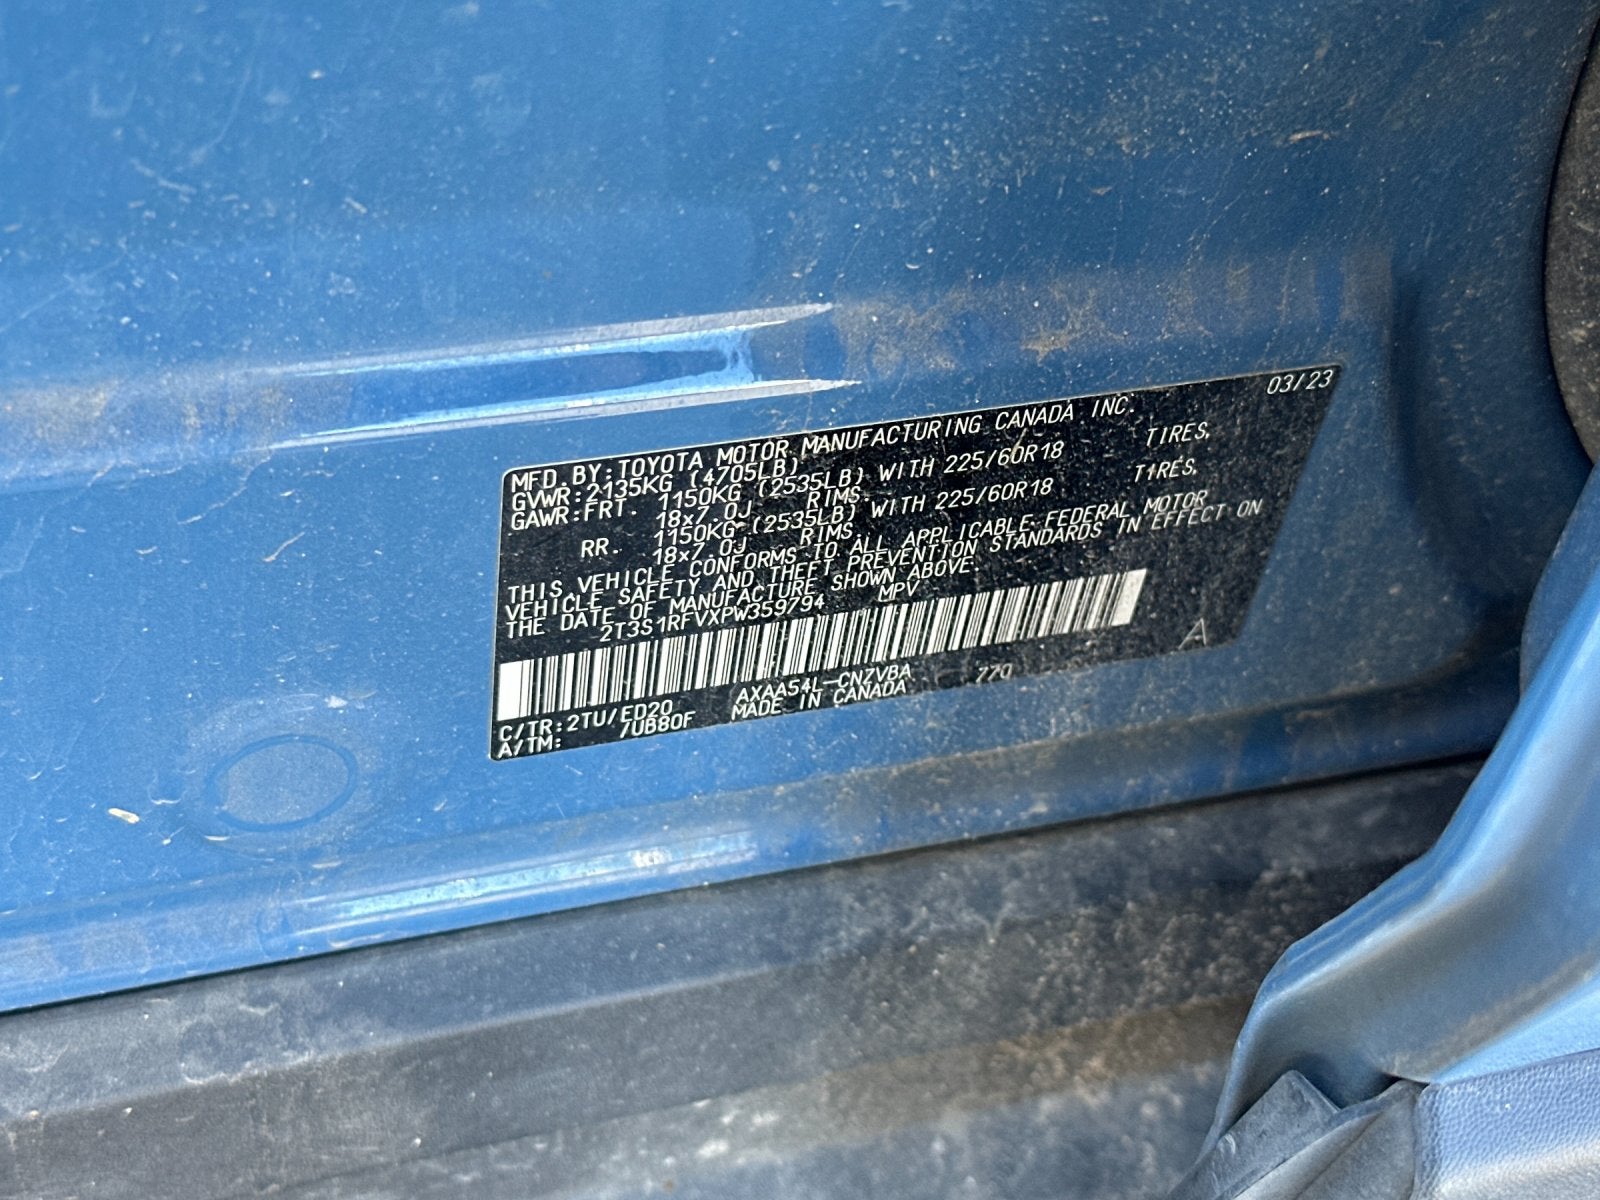 03/23
MFD. BY: TOYOTA MOTOR MANUFACTURING CANADA INC.
GVWR: 2135KG (4705LB)
GAWR: FRT. 1150KG (2535LB) WITH 225/60R18 TIRES,
18x7.0J RIMS.
RR. 1150KG (2535LB) WITH 225/60R18 TIRES,
18x7.0J RIMS.
THIS VEHICLE CONFORMS TO ALL APPLICABLE FEDERAL MOTOR
VEHICLE SAFETY AND THEFT PREVENTION STANDARDS IN EFFECT ON
THE DATE OF MANUFACTURE SHOWN ABOVE.
2T3S1RFVXPW359794 MPV
A
C/TR: 2TU/ED20 AXAA54L-CNZVBA 770
A/TM: /UB80F MADE IN CANADA